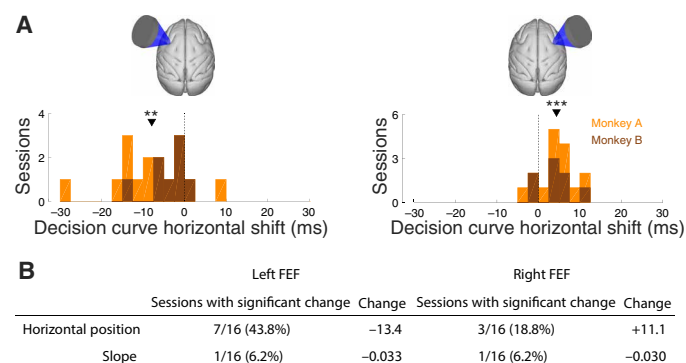 A
**
***
4
2
0
Sessions
−30 −20 −10 0 10 20 30
Decision curve horizontal shift (ms)
6
3
0
Sessions
Monkey A
Monkey B
−30 −20 −10 0 10 20 30
Decision curve horizontal shift (ms)
B
Left FEF Right FEF
Sessions with significant change Change Sessions with significant change Change
Horizontal position 7/16 (43.8%) −13.4 3/16 (18.8%) +11.1
Slope 1/16 (6.2%) −0.033 1/16 (6.2%) −0.030